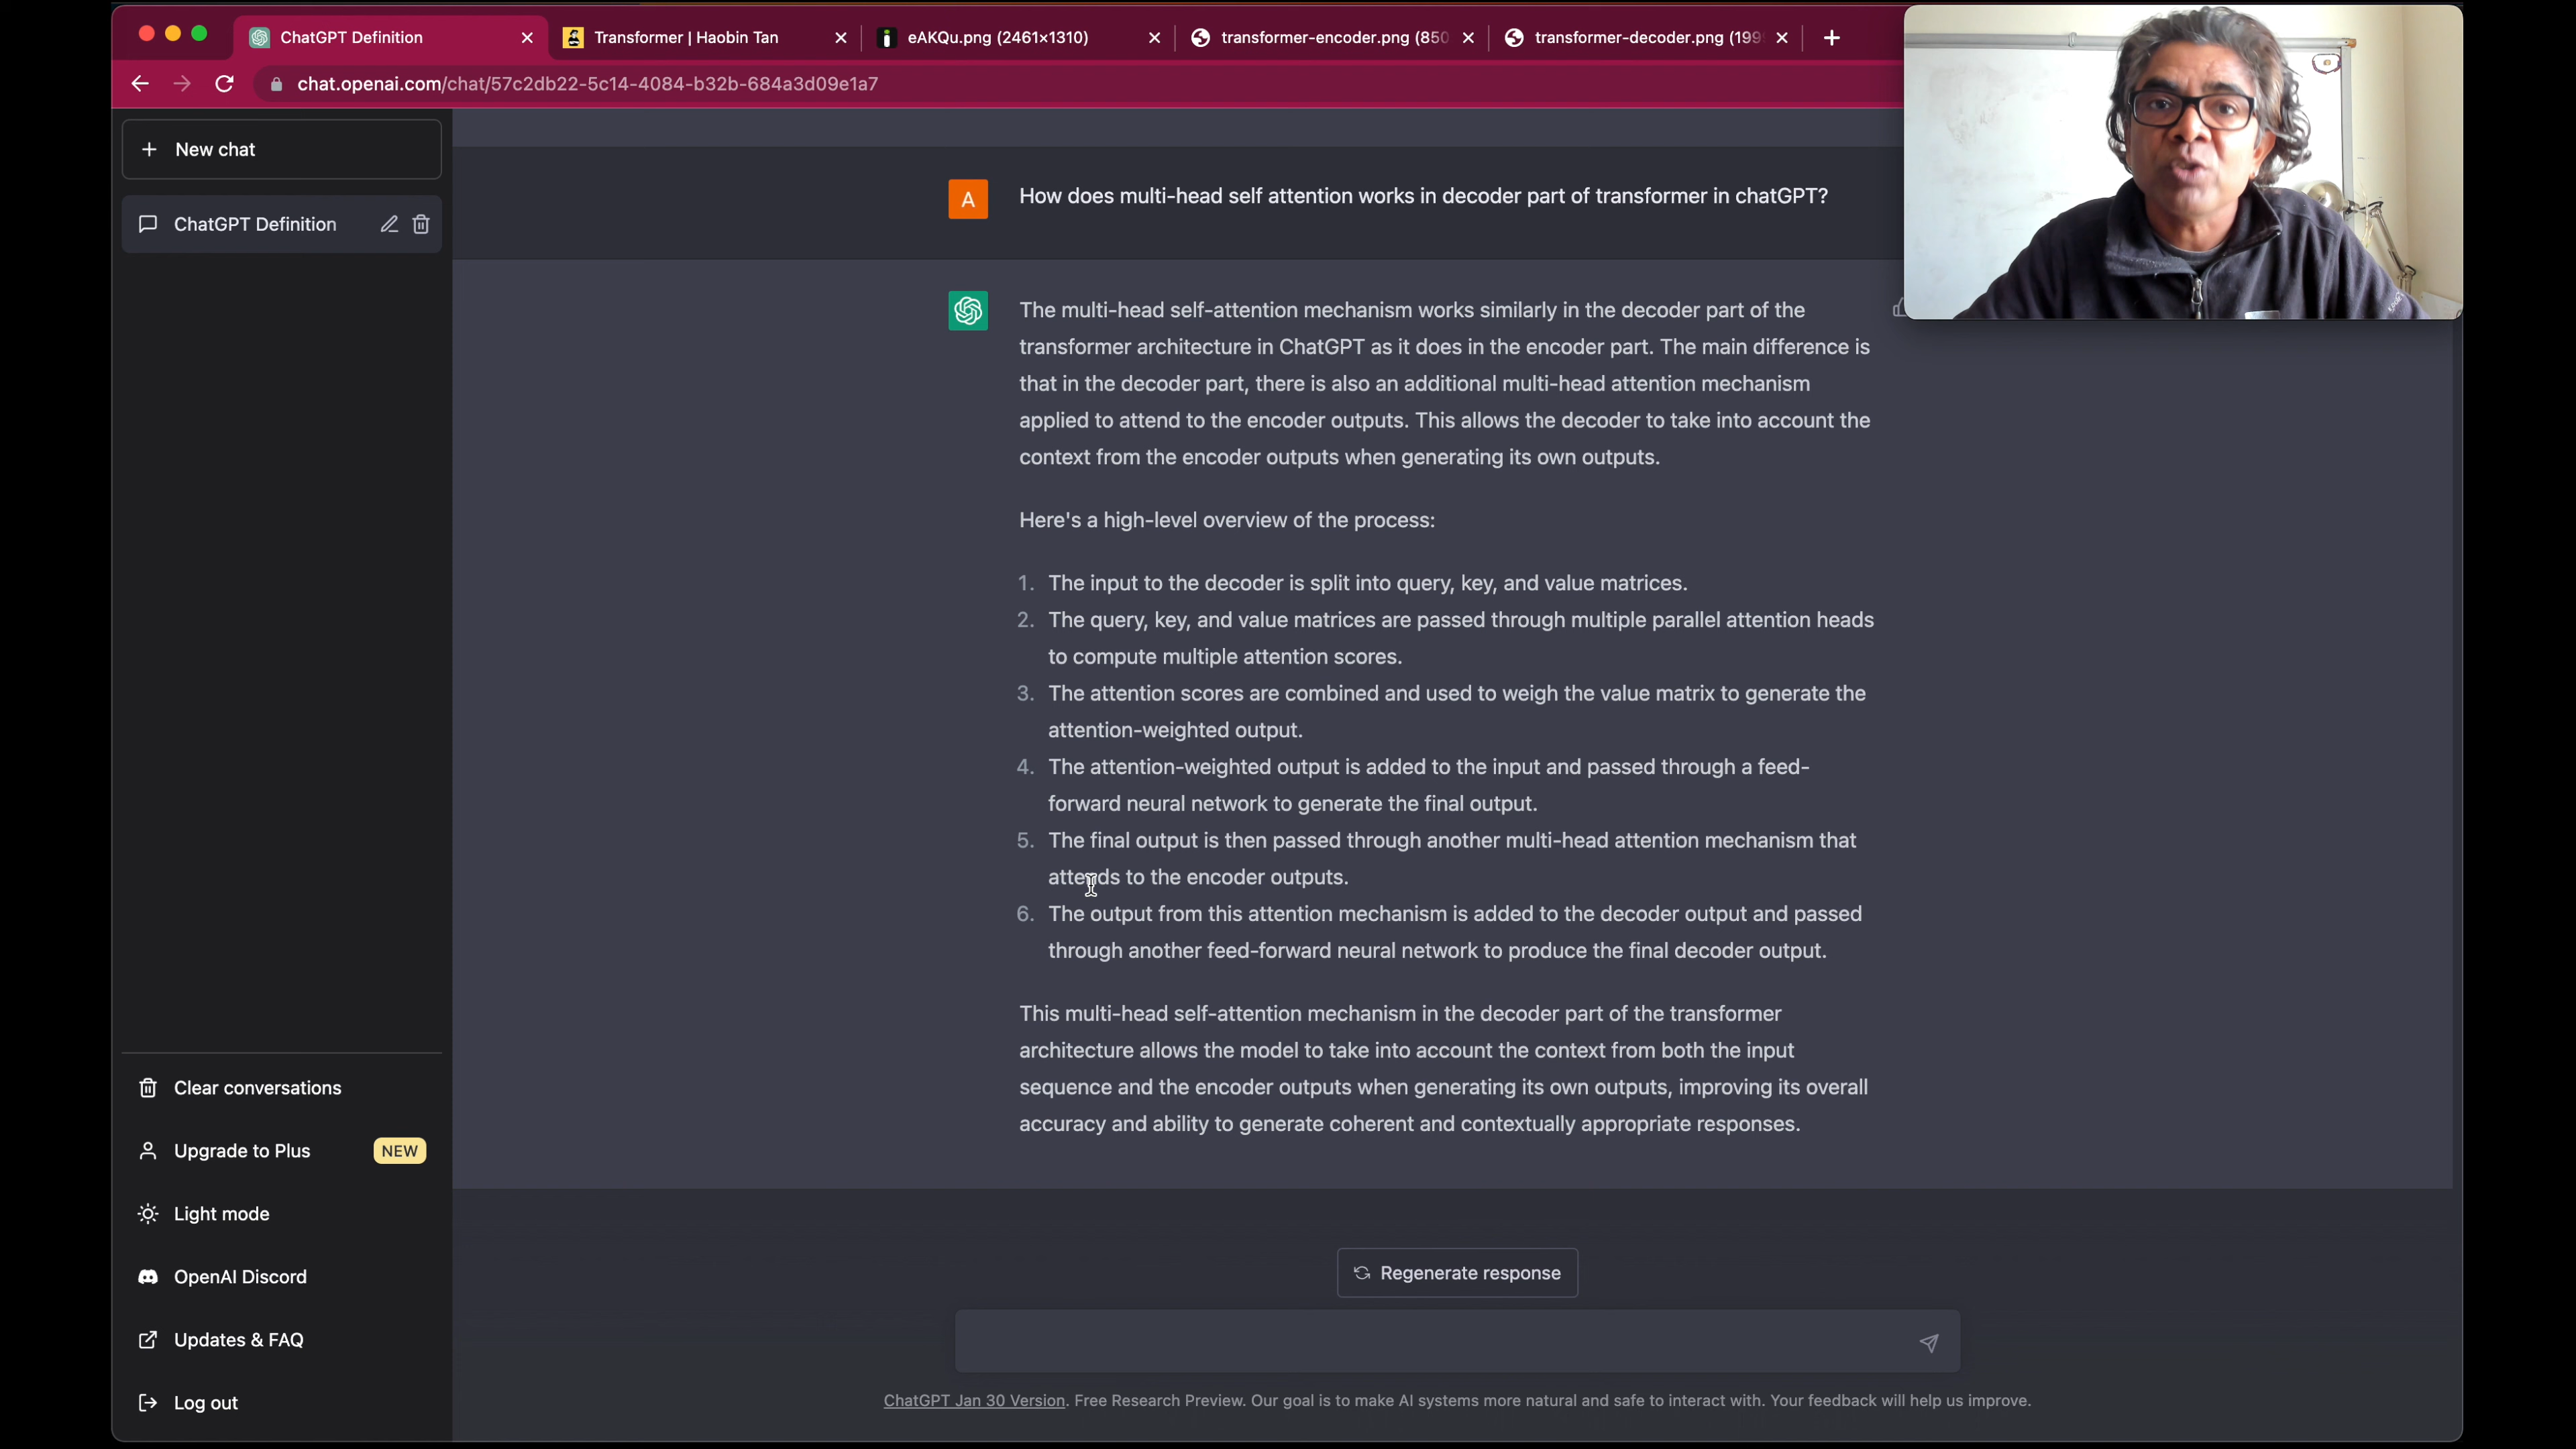 ChatGPT Definition
Transformer | Haobin Tan
eAKQu.png (2461×1310)
transformer-encoder.png (850
transformer-decoder.png (199
chat.openai.com/chat/57c2db22-5c14-4084-b32b-684a3d09e1a7
New chat
ChatGPT Definition
Clear conversations
Upgrade to Plus NEW
Light mode
OpenAI Discord
Updates & FAQ
Log out
A
How does multi-head self attention works in decoder part of transformer in chatGPT?
The multi-head self-attention mechanism works similarly in the decoder part of the
transformer architecture in ChatGPT as it does in the encoder part. The main difference is
that in the decoder part, there is also an additional multi-head attention mechanism
applied to attend to the encoder outputs. This allows the decoder to take into account the
context from the encoder outputs when generating its own outputs.
Here's a high-level overview of the process:
1. The input to the decoder is split into query, key, and value matrices.
2. The query, key, and value matrices are passed through multiple parallel attention heads
to compute multiple attention scores.
3. The attention scores are combined and used to weigh the value matrix to generate the
attention-weighted output.
4. The attention-weighted output is added to the input and passed through a feed-
forward neural network to generate the final output.
5. The final output is then passed through another multi-head attention mechanism that
attends to the encoder outputs.
6. The output from this attention mechanism is added to the decoder output and passed
through another feed-forward neural network to produce the final decoder output.
This multi-head self-attention mechanism in the decoder part of the transformer
architecture allows the model to take into account the context from both the input
sequence and the encoder outputs when generating its own outputs, improving its overall
accuracy and ability to generate coherent and contextually appropriate responses.
Regenerate response
ChatGPT Jan 30 Version. Free Research Preview. Our goal is to make AI systems more natural and safe to interact with. Your feedback will help us improve.